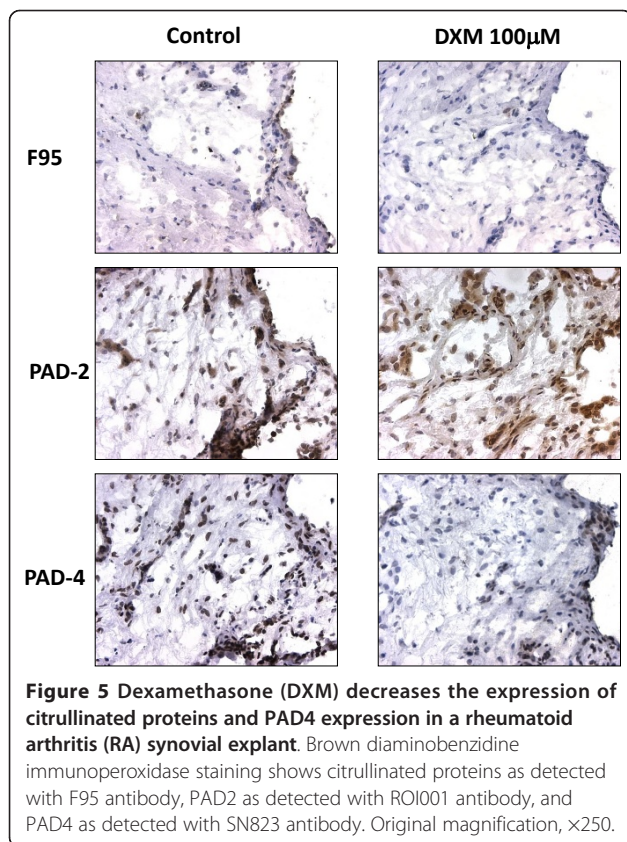 Control DXM 100µM
F95
PAD-2
PAD-4
Figure 5 Dexamethasone (DXM) decreases the expression of
citrullinated proteins and PAD4 expression in a rheumatoid
arthritis (RA) synovial explant. Brown diaminobenzidine
immunoperoxidase staining shows citrullinated proteins as detected
with F95 antibody, PAD2 as detected with ROI001 antibody, and
PAD4 as detected with SN823 antibody. Original magnification, ×250.